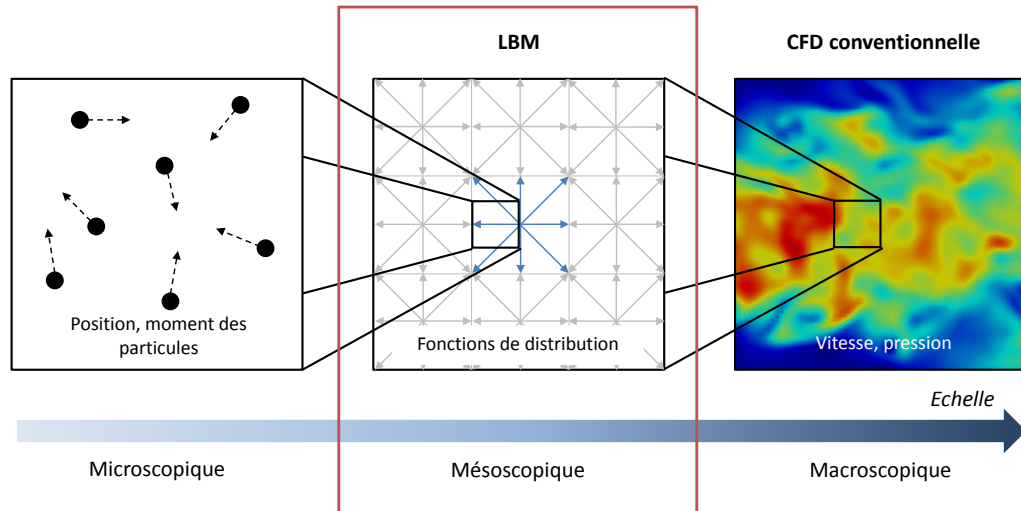 LBM
CFD conventionnelle
Position, moment des
particules
Fonctions de distribution
Vitesse, pression
Echelle
Microscopique
Mésoscopique
Macroscopique